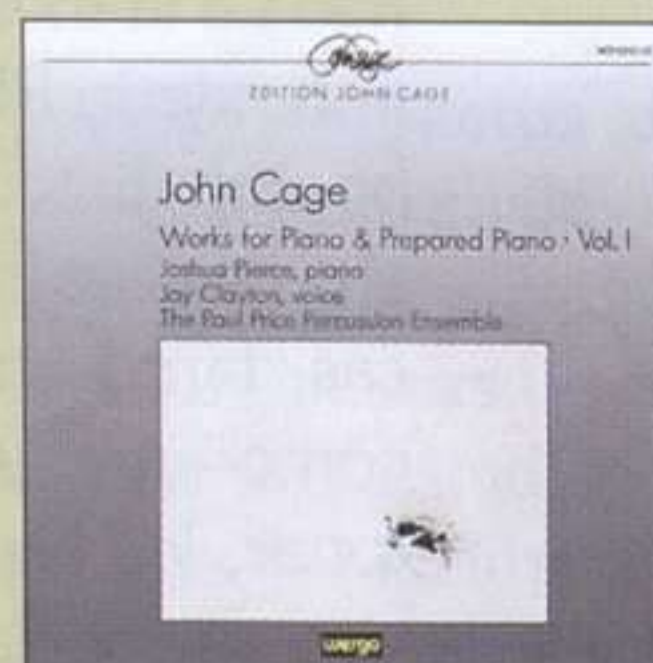 Cage
EDITION JOHN CAGE
John Cage
Works for Piano & Prepared Piano · Vol. I
Joshua Pierce, piano
Jay Clayton, voice
The Paul Price Percussion Ensemble
wergo